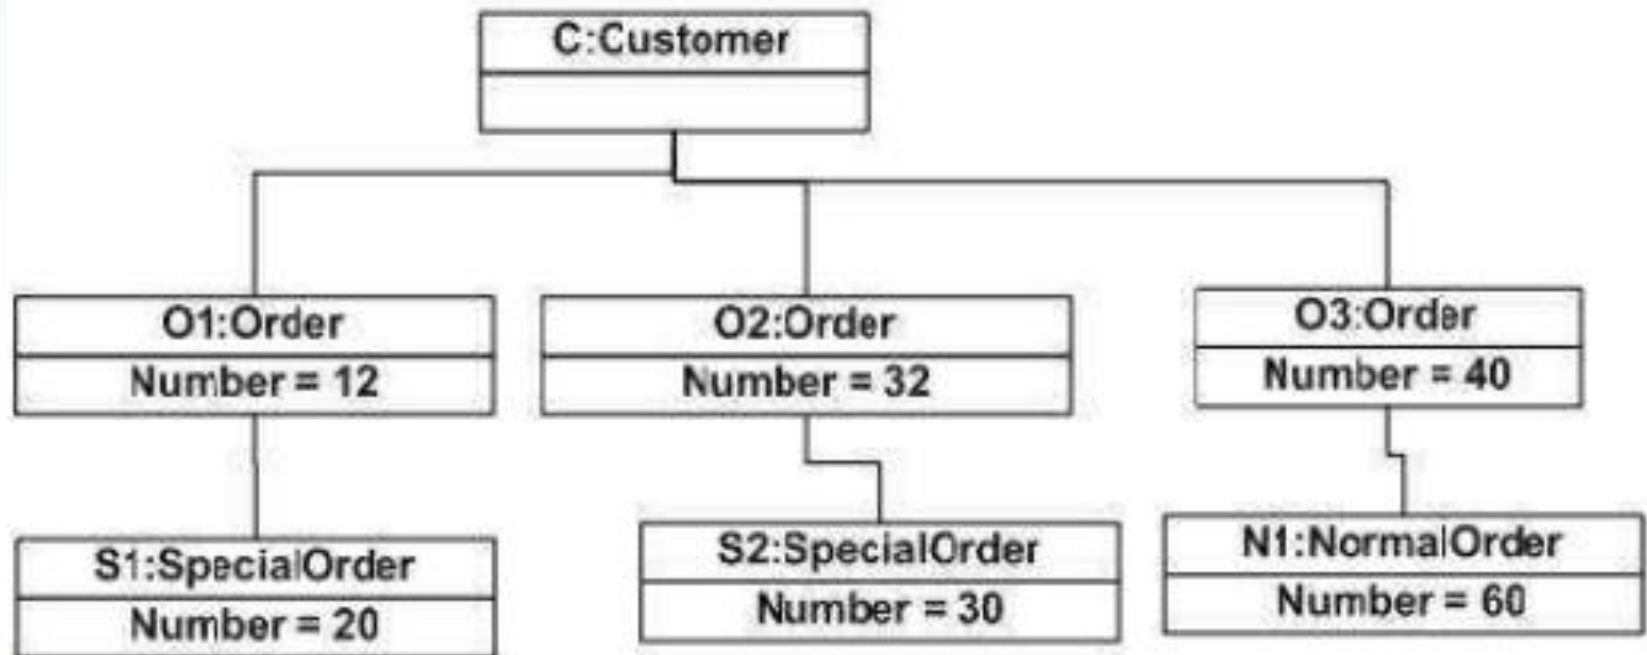 C:Customer
O1:Order
Number = 12
O2:Order
Number = 32
O3:Order
Number = 40
S1:SpecialOrder
Number = 20
S2:SpecialOrder
Number = 30
N1:NormalOrder
Number = 60